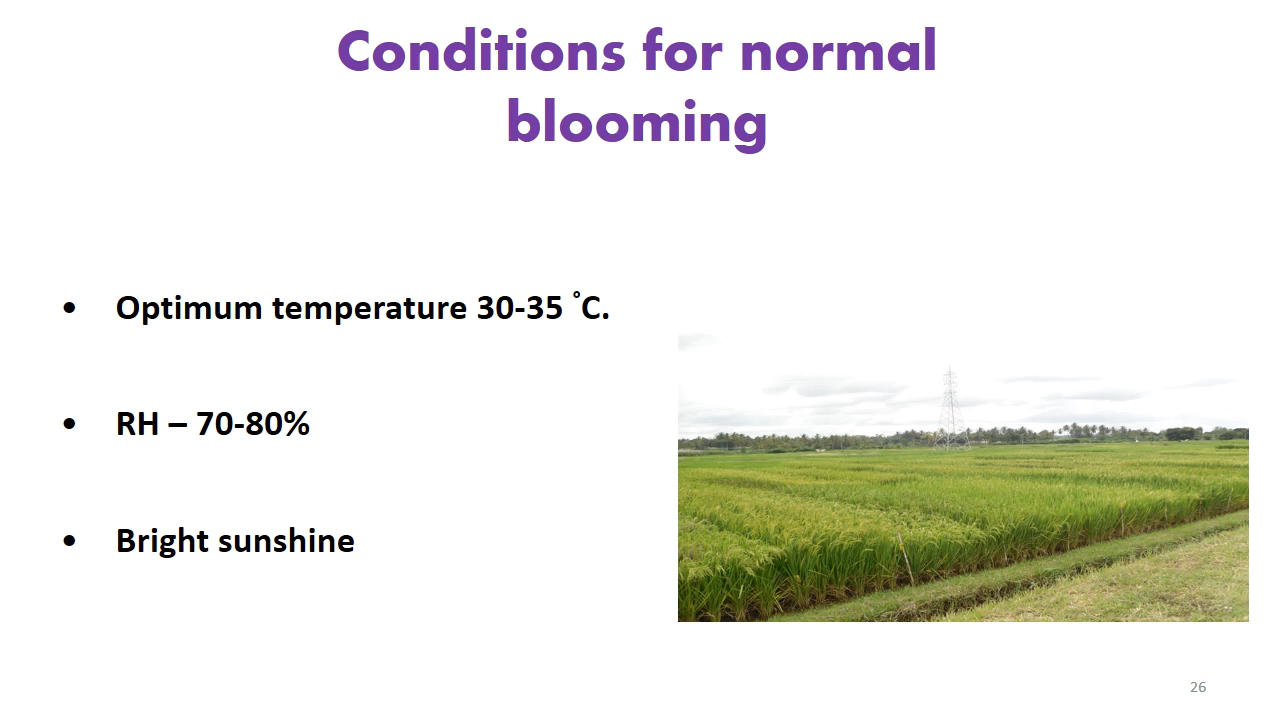 Conditions for normal
blooming
• Optimum temperature 30-35 ˚C.
• RH – 70-80%
• Bright sunshine
26